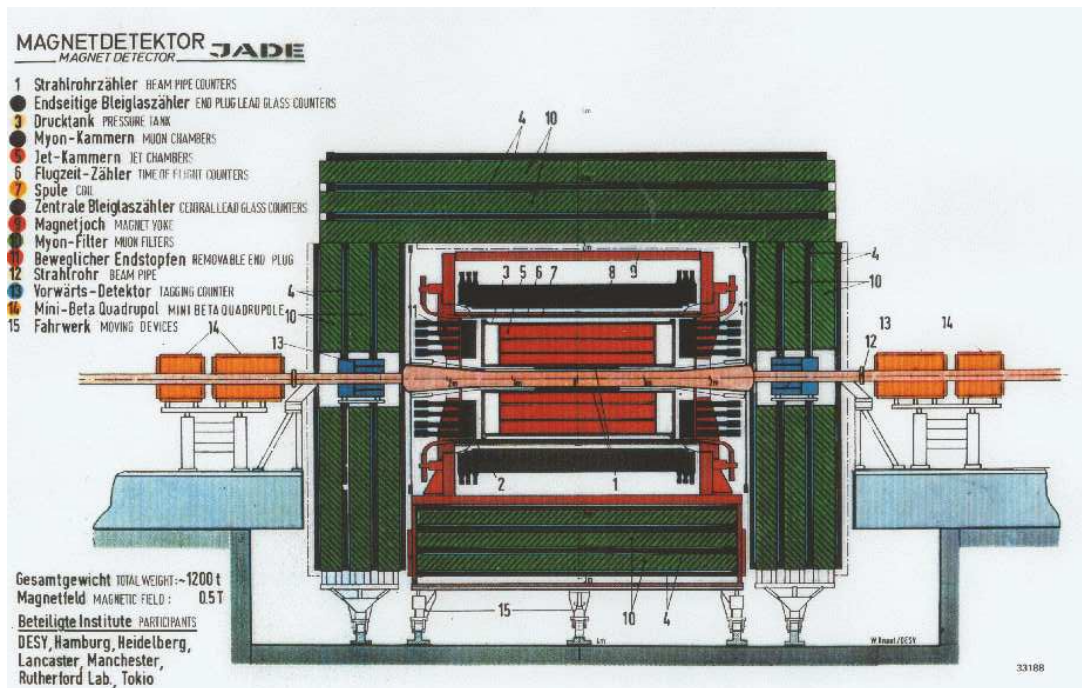 MAGNETDETEKTOR JADE
MAGNET DETECTOR
1 Strahlrohrzähler BEAM PIPE COUNTERS
Endseitige Bleiglaszähler END PLUG LEAD GLASS COUNTERS
3 Drucktank PRESSURE TANK
Myon-Kammern MUON CHAMBERS
5 Jet-Kammern JET CHAMBERS
6 Flugzeit-Zähler TIME OF FLIGHT COUNTERS
7 Spule COIL
Zentrale Bleiglaszähler CENTRAL LEAD GLASS COUNTERS
9 Magnetjoch MAGNET YOKE
10 Myon-Filter MUON FILTERS
11 Beweglicher Endstopfen REMOVABLE END PLUG
12 Strahlrohr BEAM PIPE
13 Vorwärts-Detektor TAGGING COUNTER
14 Mini-Beta Quadrupol MINI BETA QUADRUPOLE
15 Fahrwerk MOVING DEVICES
4 10
3 5 6 7 8 9
4
4
10
10
11
11
14
13
12
13 14
2
1
15
10 4
Gesamtgewicht TOTAL WEIGHT: ~1200 t
Magnetfeld MAGNETIC FIELD: 0.5 T
Beteiligte Institute PARTICIPANTS
DESY, Hamburg, Heidelberg,
Lancaster, Manchester,
Rutherford Lab., Tokio
33188